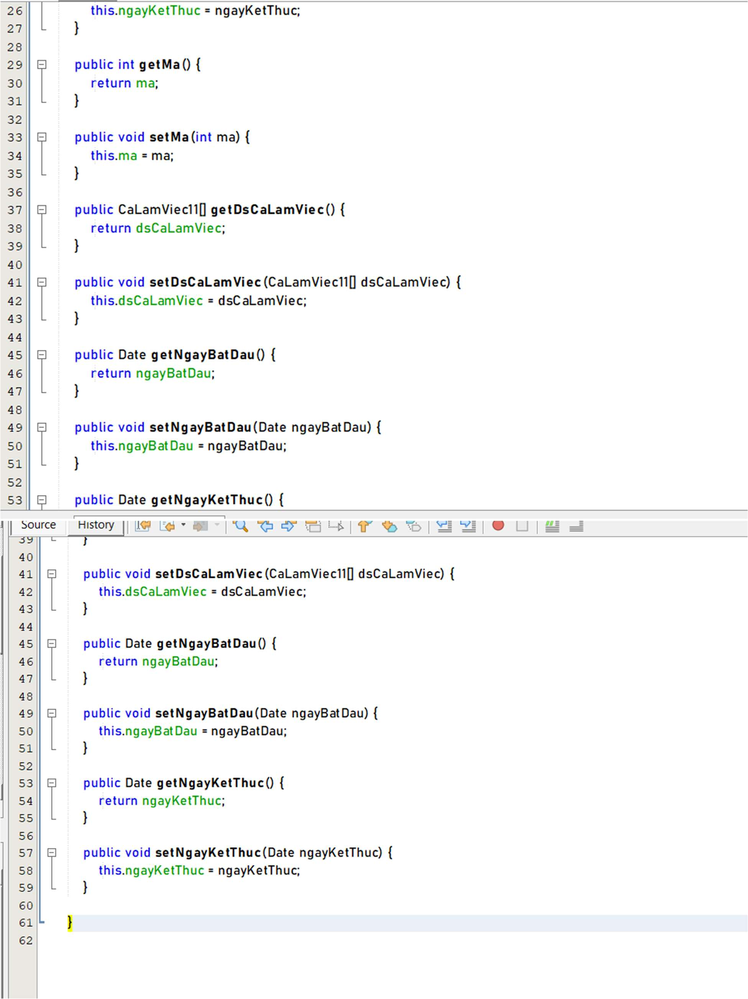 26 this.ngayKetThuc = ngayKetThuc;
27 }
28
29 public int getMa() {
30 return ma;
31 }
32
33 public void setMa(int ma) {
34 this.ma = ma;
35 }
36
37 public CaLamViec11[] getDsCaLamViec() {
38 return dsCaLamViec;
39 }
40
41 public void setDsCaLamViec(CaLamViec11[] dsCaLamViec) {
42 this.dsCaLamViec = dsCaLamViec;
43 }
44
45 public Date getNgayBatDau() {
46 return ngayBatDau;
47 }
48
49 public void setNgayBatDau(Date ngayBatDau) {
50 this.ngayBatDau = ngayBatDau;
51 }
52
53 public Date getNgayKetThuc() {
Source History
39 }
40
41 public void setDsCaLamViec(CaLamViec11[] dsCaLamViec) {
42 this.dsCaLamViec = dsCaLamViec;
43 }
44
45 public Date getNgayBatDau() {
46 return ngayBatDau;
47 }
48
49 public void setNgayBatDau(Date ngayBatDau) {
50 this.ngayBatDau = ngayBatDau;
51 }
52
53 public Date getNgayKetThuc() {
54 return ngayKetThuc;
55 }
56
57 public void setNgayKetThuc(Date ngayKetThuc) {
58 this.ngayKetThuc = ngayKetThuc;
59 }
60
61 }
62